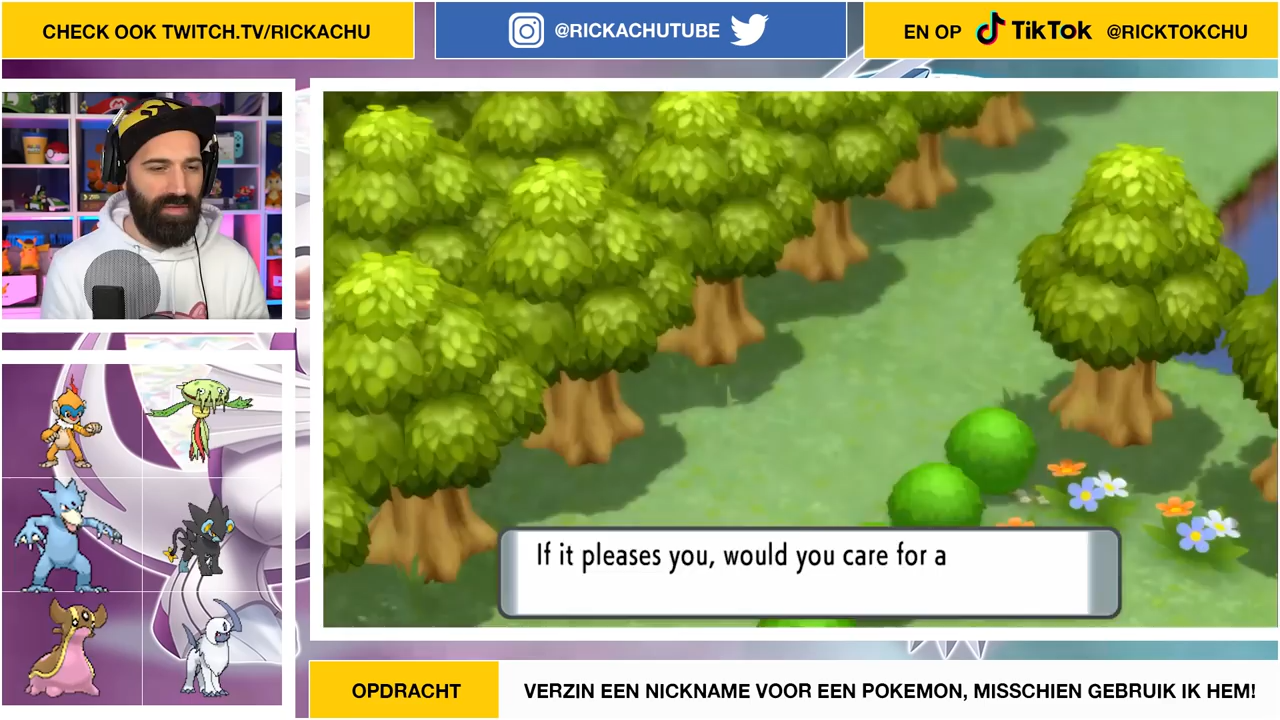 CHECK OOK TWITCH.TV/RICKACHU
@RICKACHUTUBE
EN OP TikTok @RICKTOKCHU
If it pleases you, would you care for a
OPDRACHT
VERZIN EEN NICKNAME VOOR EEN POKEMON, MISSCHIEN GEBRUIK IK HEM!